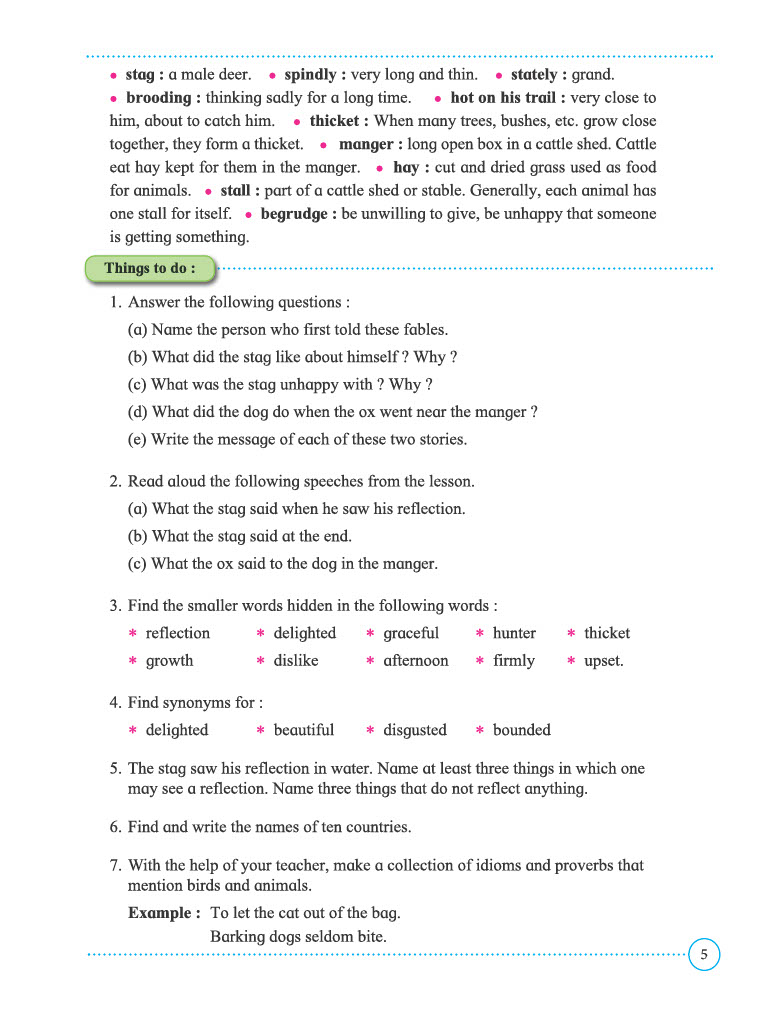 • stag : a male deer. • spindly : very long and thin. • stately : grand.
• brooding : thinking sadly for a long time. • hot on his trail : very close to
him, about to catch him. • thicket : When many trees, bushes, etc. grow close
together, they form a thicket. • manger : long open box in a cattle shed. Cattle
eat hay kept for them in the manger. • hay : cut and dried grass used as food
for animals. • stall : part of a cattle shed or stable. Generally, each animal has
one stall for itself. • begrudge : be unwilling to give, be unhappy that someone
is getting something.
Things to do :
1. Answer the following questions :
(a) Name the person who first told these fables.
(b) What did the stag like about himself ? Why ?
(c) What was the stag unhappy with ? Why ?
(d) What did the dog do when the ox went near the manger ?
(e) Write the message of each of these two stories.
2. Read aloud the following speeches from the lesson.
(a) What the stag said when he saw his reflection.
(b) What the stag said at the end.
(c) What the ox said to the dog in the manger.
3. Find the smaller words hidden in the following words :
* reflection * delighted * graceful * hunter * thicket
* growth * dislike * afternoon * firmly * upset.
4. Find synonyms for :
* delighted * beautiful * disgusted * bounded
5. The stag saw his reflection in water. Name at least three things in which one
may see a reflection. Name three things that do not reflect anything.
6. Find and write the names of ten countries.
7. With the help of your teacher, make a collection of idioms and proverbs that
mention birds and animals.
Example : To let the cat out of the bag.
Barking dogs seldom bite.
5